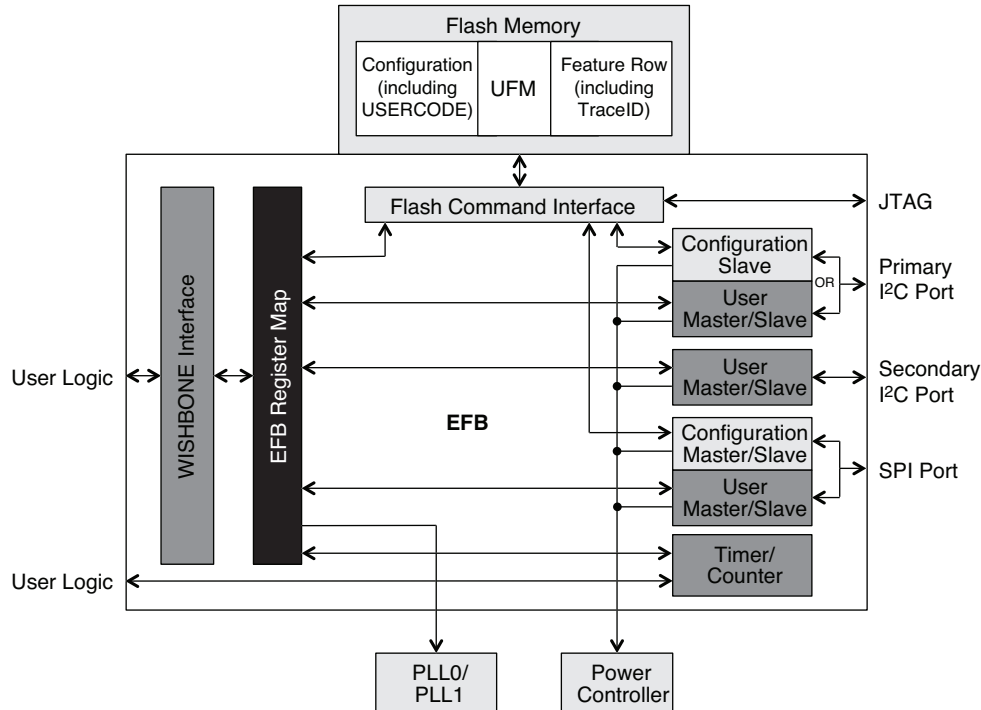 Flash Memory
Configuration
(including
USERCODE)
UFM
Feature Row
(including
TraceID)
Flash Command Interface
JTAG
WISHBONE Interface
EFB Register Map
Configuration
Slave
OR
User
Master/Slave
Primary
I²C Port
User Logic
User
Master/Slave
Secondary
I²C Port
EFB
Configuration
Master/Slave
User
Master/Slave
SPI Port
Timer/
Counter
User Logic
PLL0/
PLL1
Power
Controller